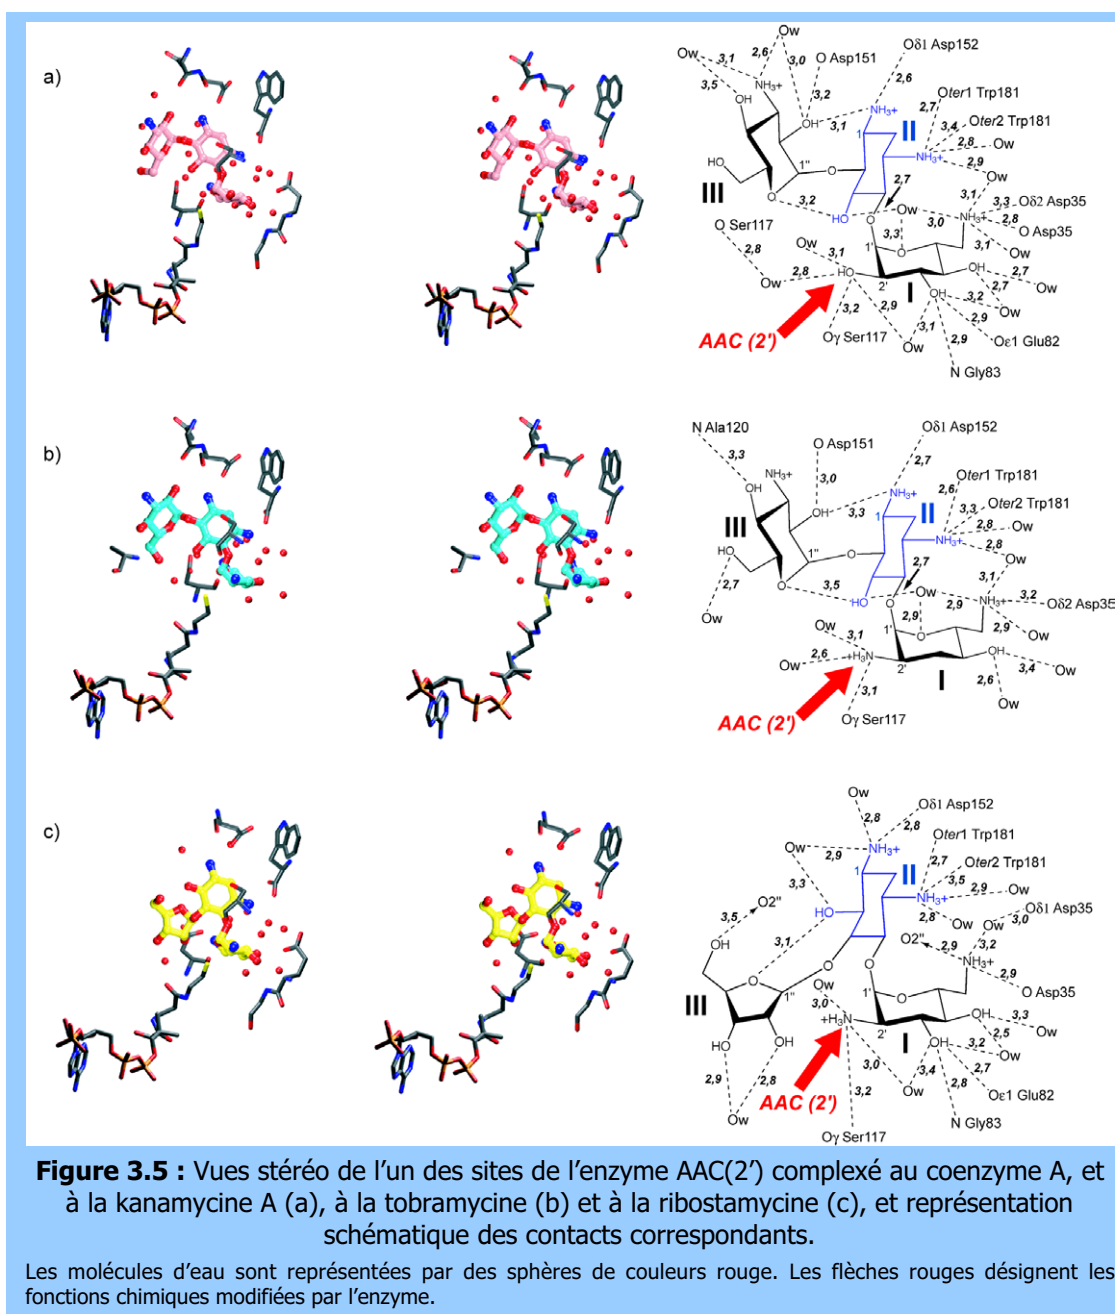 a)
Ow
Ow
2,6
3,1
3,0
O Asp151
Oδ1 Asp152
3,5
NH3+
3,2
2,6
OH
OH
3,1
NH3+
Oter1 Trp181
2,7
Oter2 Trp181
1
II
3,4
2,8
Ow
NH3+
2,9
Ow
HO
III
1''
O
2,7
3,1
3,3
Oδ2 Asp35
O
3,2
HO
Ow
3,0
NH3+
2,8
O Asp35
O Ser117
O
3,3
3,1
Ow
2,8
Ow
3,1
1'
O
OH
2,7
Ow
Ow
2,8
HO
2'
I
OH
2,7
3,2
Ow
AAC (2')
3,2
2,9
3,1
2,9
Oε1 Glu82
Oγ Ser117
Ow
2,9
N Gly83
b)
N Ala120
O Asp151
Oδ1 Asp152
3,3
3,0
2,7
NH3+
OH
OH
3,3
NH3+
Oter1 Trp181
2,6
Oter2 Trp181
III
1
II
3,3
2,8
Ow
NH3+
2,8
Ow
HO
1''
O
2,7
3,1
2,7
O
3,5
HO
Ow
2,9
NH3+
3,2
Oδ2 Asp35
Ow
O
2,9
2,9
Ow
3,1
1'
O
Ow
2,6
+H3N
2'
OH
3,4
Ow
I
2,6
3,1
Ow
AAC (2')
Oγ Ser117
c)
Ow
Oδ1 Asp152
2,8
2,8
Ow
2,9
NH3+
Oter1 Trp181
1
2,7
Oter2 Trp181
II
3,3
3,5
2,9
Ow
O2''
HO
NH3+
2,8
Ow
Oδ1 Asp35
3,5
Ow
3,0
3,1
O2''
2,9
3,2
OH
O
O
NH3+
O
2,9
O Asp35
1''
Ow
1'
O
III
3,0
+H3N
2'
OH
3,3
Ow
HO
OH
I
OH
2,5
3,2
Ow
AAC (2')
3,0
3,4
2,7
2,9
2,8
Ow
2,8
Oε1 Glu82
Ow
3,2
N Gly83
Oγ Ser117
Figure 3.5 : Vues stéréo de l'un des sites de l'enzyme AAC(2') complexé au coenzyme A, et
à la kanamycine A (a), à la tobramycine (b) et à la ribostamycine (c), et représentation
schématique des contacts correspondants.
Les molécules d'eau sont représentées par des sphères de couleurs rouge. Les flèches rouges désignent les
fonctions chimiques modifiées par l'enzyme.